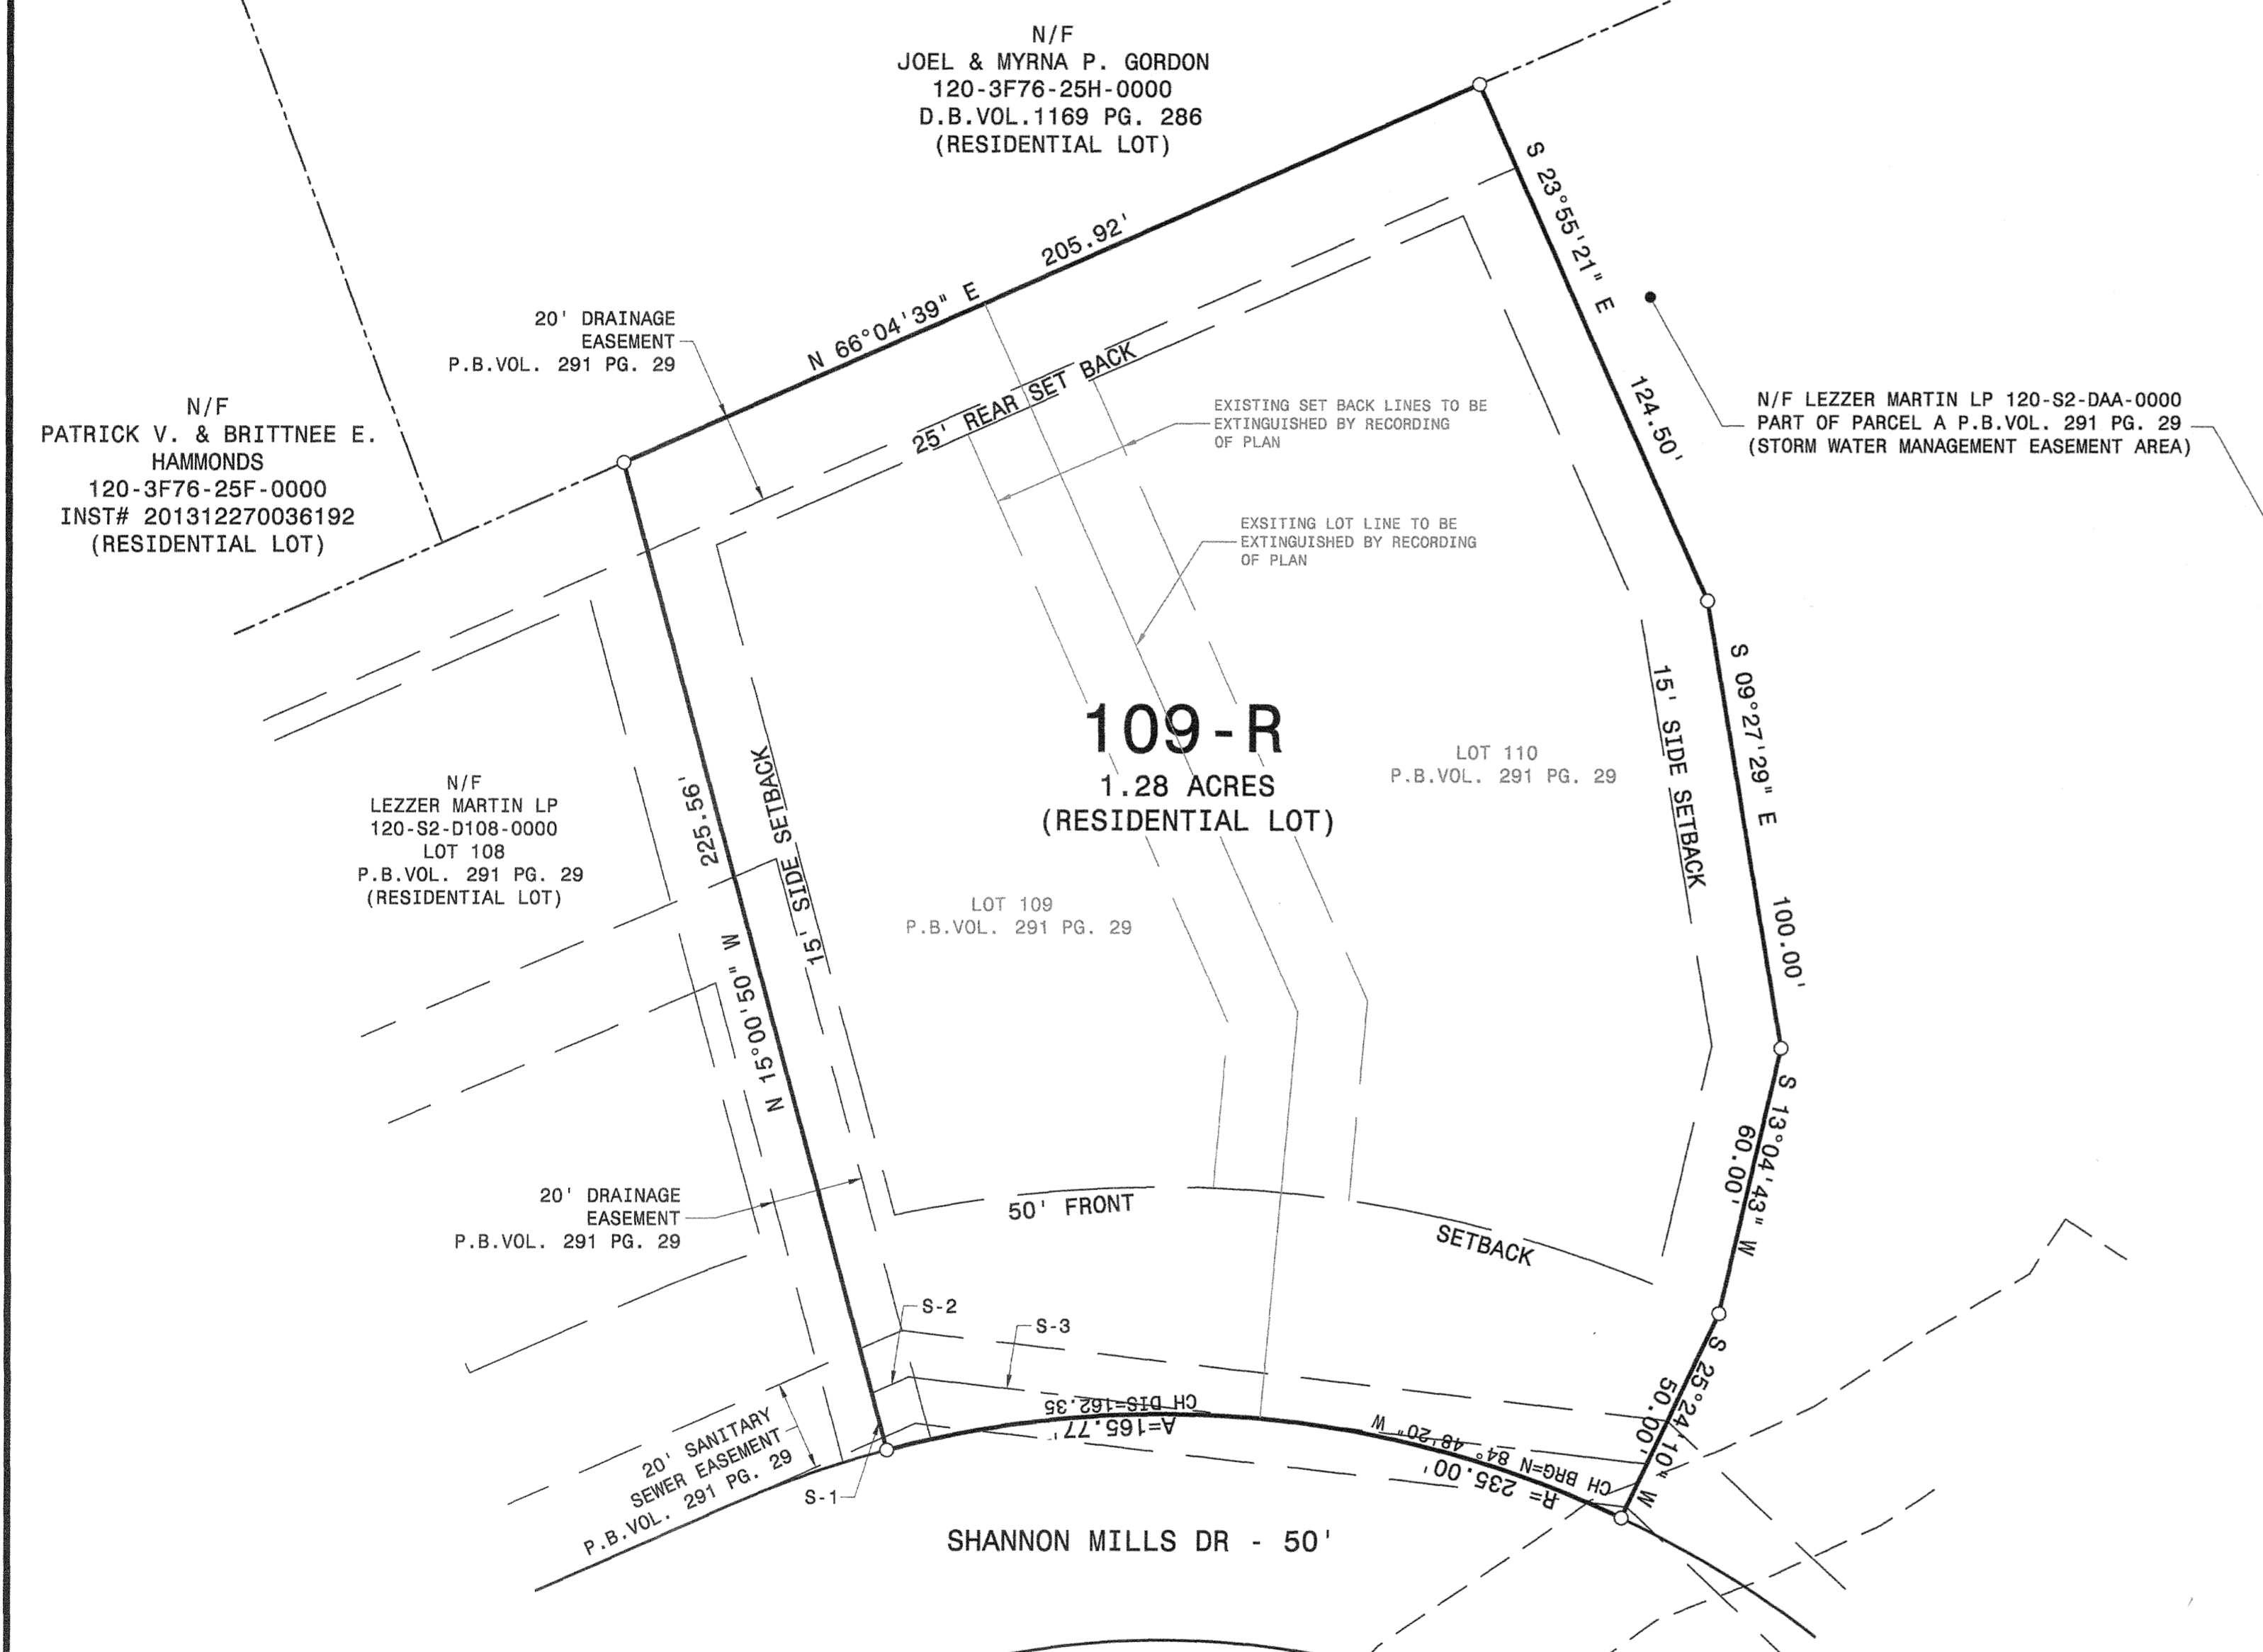 N/F
JOEL & MYRNA P. GORDON
120-3F76-25H-0000
D.B.VOL.1169 PG. 286
(RESIDENTIAL LOT)
N 66°04'39" E
205.92'
S 23°55'21" E
124.50'
20' DRAINAGE
EASEMENT
P.B.VOL. 291 PG. 29
25' REAR SET BACK
N/F
PATRICK V. & BRITTNEE E.
HAMMONDS
120-3F76-25F-0000
INST# 201312270036192
(RESIDENTIAL LOT)
EXISTING SET BACK LINES TO BE
EXTINGUISHED BY RECORDING
OF PLAN
N/F LEZZER MARTIN LP 120-S2-DAA-0000
PART OF PARCEL A P.B.VOL. 291 PG. 29
(STORM WATER MANAGEMENT EASEMENT AREA)
EXSITING LOT LINE TO BE
EXTINGUISHED BY RECORDING
OF PLAN
109-R
1.28 ACRES
(RESIDENTIAL LOT)
LOT 110
P.B.VOL. 291 PG. 29
15' SIDE SETBACK
S 09°27'29" E
100.00'
N/F
LEZZER MARTIN LP
120-S2-D108-0000
LOT 108
P.B.VOL. 291 PG. 29
(RESIDENTIAL LOT)
225.56'
N 15°00'50" W
15' SIDE SETBACK
LOT 109
P.B.VOL. 291 PG. 29
S 13°04'43" W
60.00'
20' DRAINAGE
EASEMENT
P.B.VOL. 291 PG. 29
50' FRONT
SETBACK
S-2
S-3
S 25°24'10" W
50.00'
CH DIS=162.35
A=165.77'
CH BRG=N 84° 48'20" W
R= 235.00'
20' SANITARY
SEWER EASEMENT
P.B.VOL. 291 PG. 29
S-1
SHANNON MILLS DR - 50'